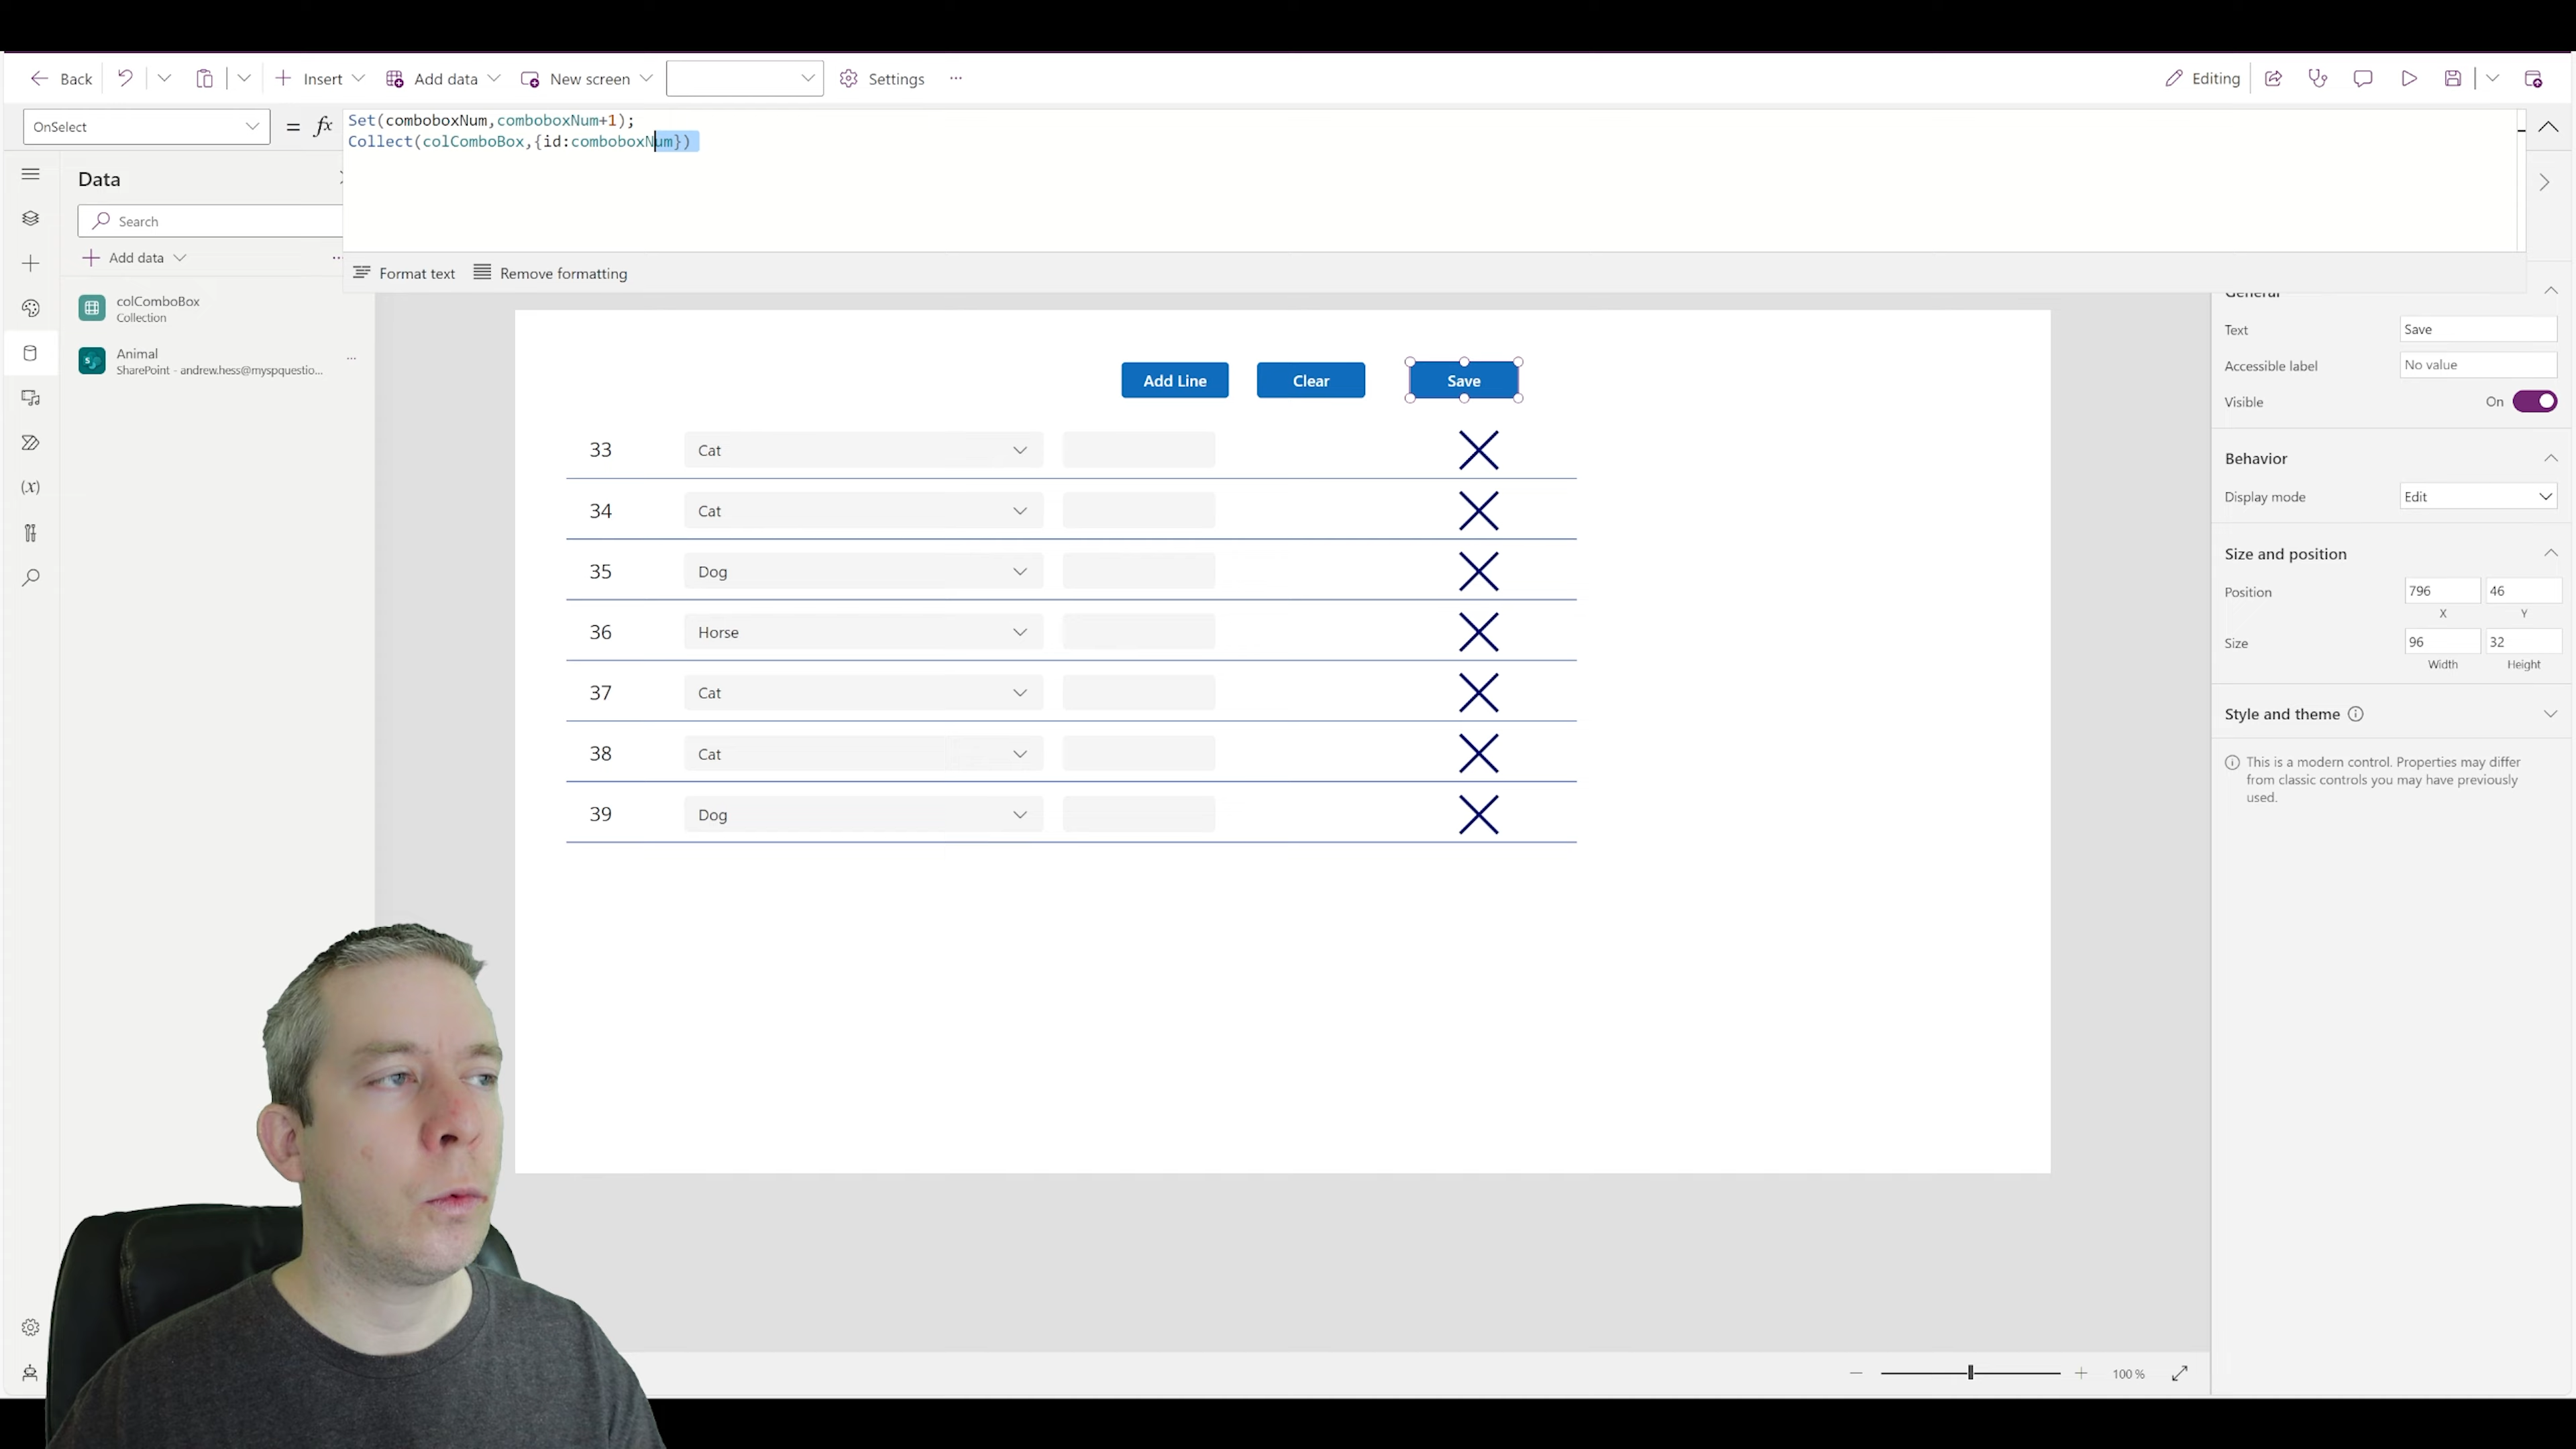 Back
Insert
Add data
New screen
Settings
...
Editing
OnSelect
= fx
Set(comboboxNum,comboboxNum+1);
Collect(colComboBox,{id:comboboxNum})
Data
Search
Add data
...
Format text
Remove formatting
colComboBox
Collection
Animal
SharePoint - andrew.hess@myspquestio...
...
Add Line
Clear
Save
33
Cat
34
Cat
35
Dog
36
Horse
37
Cat
38
Cat
39
Dog
General
Text
Save
Accessible label
No value
Visible
On
Behavior
Display mode
Edit
Size and position
Position
796
46
X
Y
Size
96
32
Width
Height
Style and theme
This is a modern control. Properties may differ
from classic controls you may have previously
used.
100 %